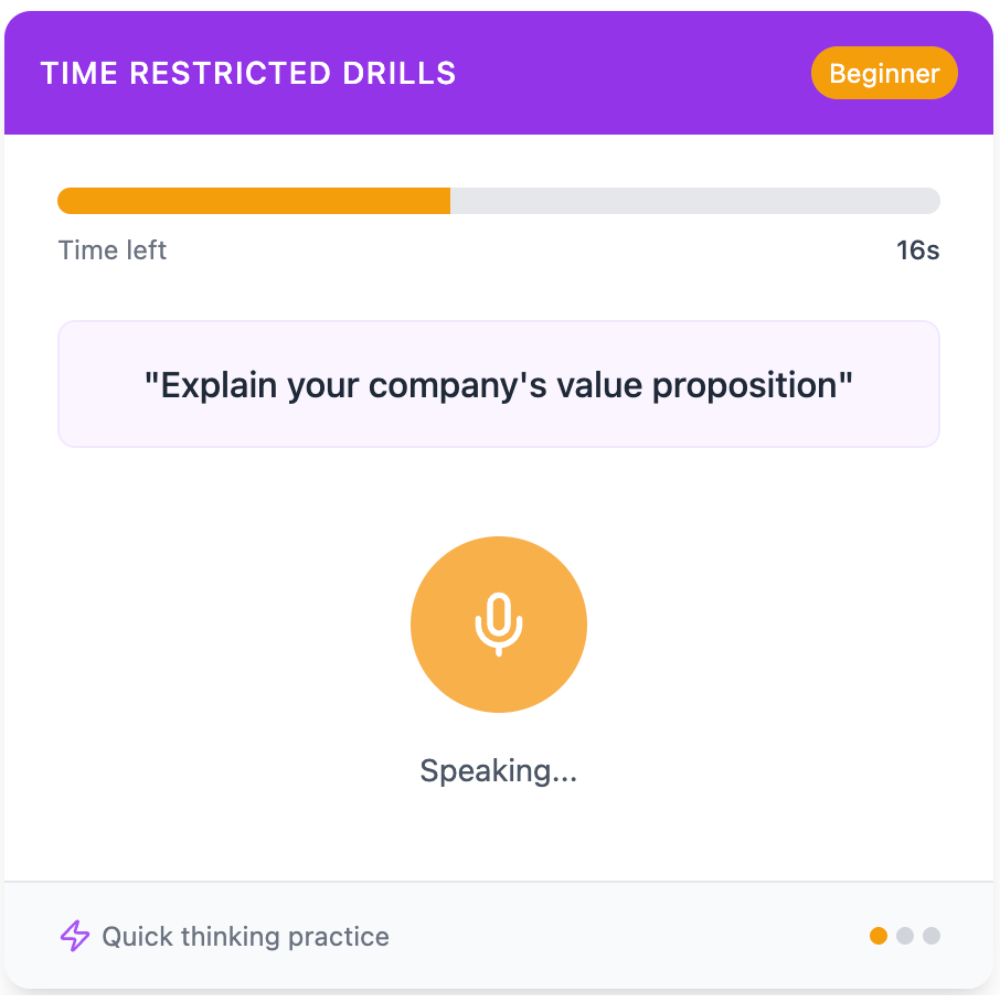 TIME RESTRICTED DRILLS
Beginner
Time left
16s
"Explain your company's value proposition"
Speaking...
Quick thinking practice